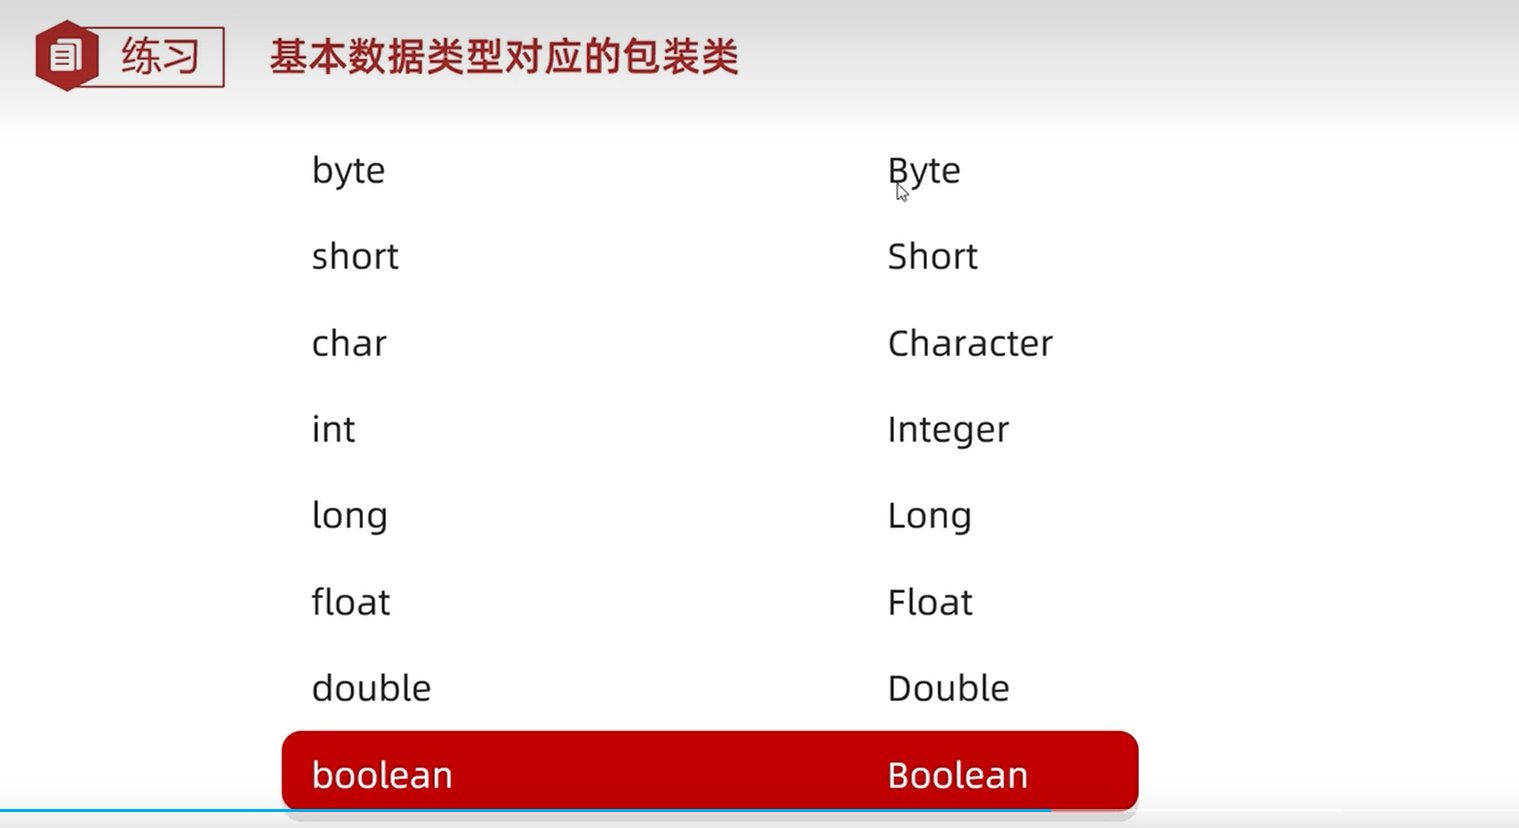 练习 基本数据类型对应的包装类
byte Byte
short Short
char Character
int Integer
long Long
float Float
double Double
boolean Boolean